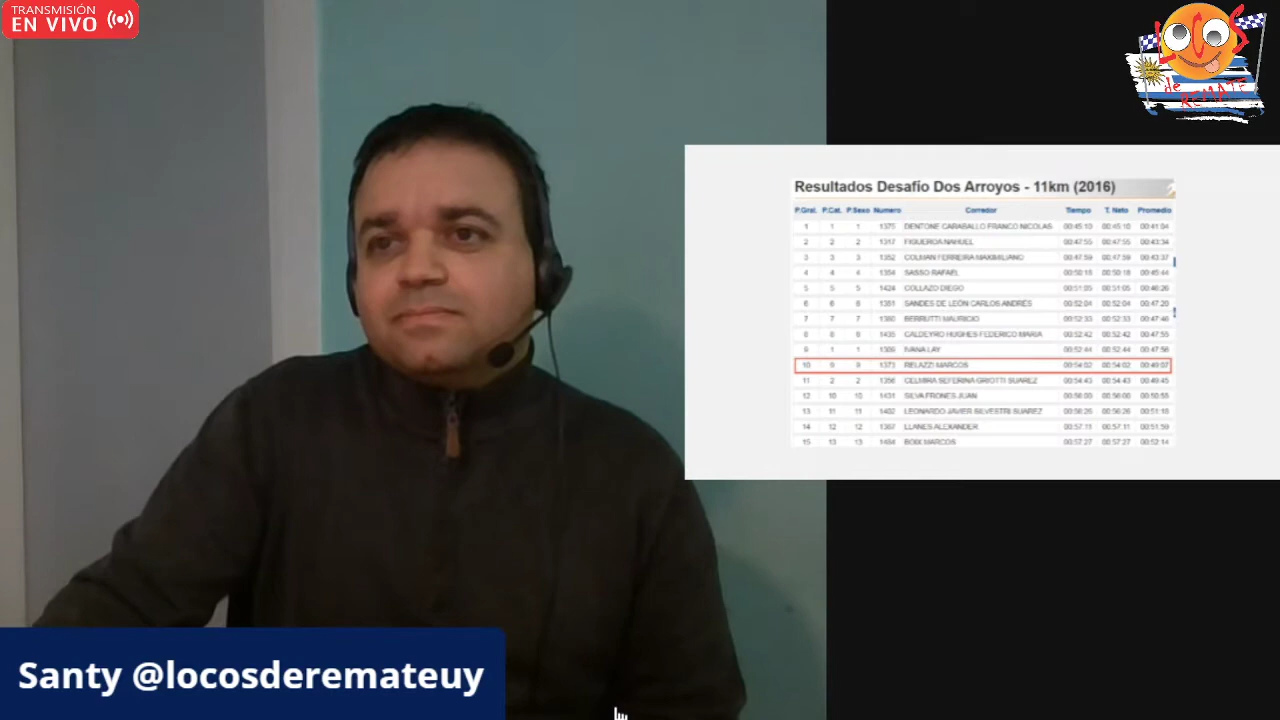 TRANSMISIÓN
EN VIVO
LOCOS
de
REMATE
Resultados Desafío Dos Arroyos - 11km (2016)
P.Gral. P.Cat. P.Sexo Numero Corredor Tiempo T. Neto Promedio
1 1 1 1375 DENTONE CARABALLO FRANCO NICOLAS 00:45:10 00:45:10 00:41:04
2 2 2 1317 FIGUEROA NAHUEL 00:47:55 00:47:55 00:43:34
3 3 3 1352 COLMAN FERREIRA MAXIMILIANO 00:47:59 00:47:59 00:43:37
4 4 4 1354 SASSO RAFAEL 00:50:18 00:50:18 00:45:44
5 5 5 1424 COLLAZO DIEGO 00:51:05 00:51:05 00:46:26
6 6 6 1351 SANDES DE LEÓN CARLOS ANDRÉS 00:52:04 00:52:04 00:47:20
7 7 7 1380 BERRUTTI MAURICIO 00:52:33 00:52:33 00:47:46
8 8 8 1435 CALDEYRO HUGHES FEDERICO MARIA 00:52:42 00:52:42 00:47:55
9 1 1 1309 IVANA LAY 00:52:44 00:52:44 00:47:56
10 9 9 1373 RELAZZI MARCOS 00:54:02 00:54:02 00:49:07
11 2 2 1356 SEFERINA GRIOTTI SUAREZ 00:54:43 00:54:43 00:49:45
12 10 10 1431 SILVA FRONES JUAN 00:56:00 00:56:00 00:50:55
13 11 11 1402 LEONARDO JAVIER SILVESTRI SUAREZ 00:56:26 00:56:26 00:51:18
14 12 12 1387 LLANES ALEXANDER 00:57:11 00:57:11 00:51:59
15 13 13 1484 BOIX MARCOS 00:57:27 00:57:27 00:52:14
Santy @locosderemateuy